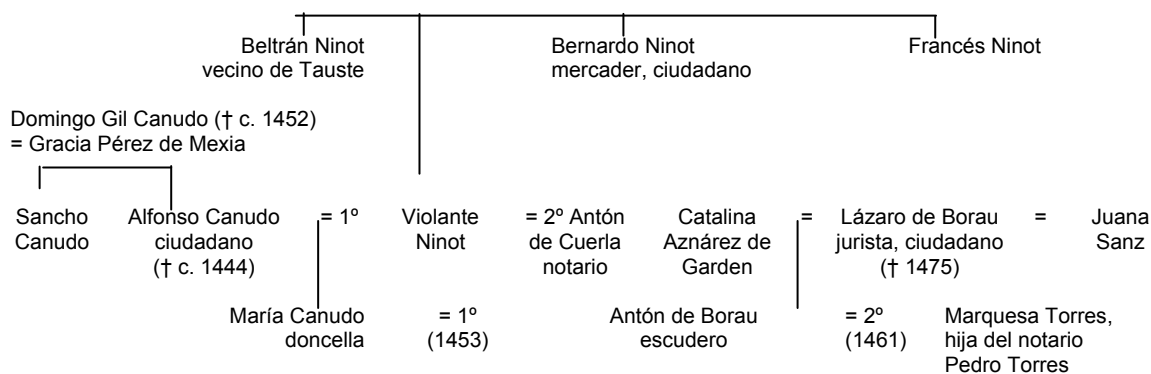 Beltrán Ninot
vecino de Tauste
Bernardo Ninot
mercader, ciudadano
Francés Ninot
Domingo Gil Canudo († c. 1452)
= Gracia Pérez de Mexia
Sancho
Canudo
Alfonso Canudo
ciudadano
(† c. 1444)
= 1º
Violante
Ninot
= 2º Antón
de Cuerla
notario
Catalina
Aznárez de
Garden
=
Lázaro de Borau
jurista, ciudadano
(† 1475)
=
Juana
Sanz
María Canudo
doncella
= 1º
(1453)
Antón de Borau
escudero
= 2º
(1461)
Marquesa Torres,
hija del notario
Pedro Torres